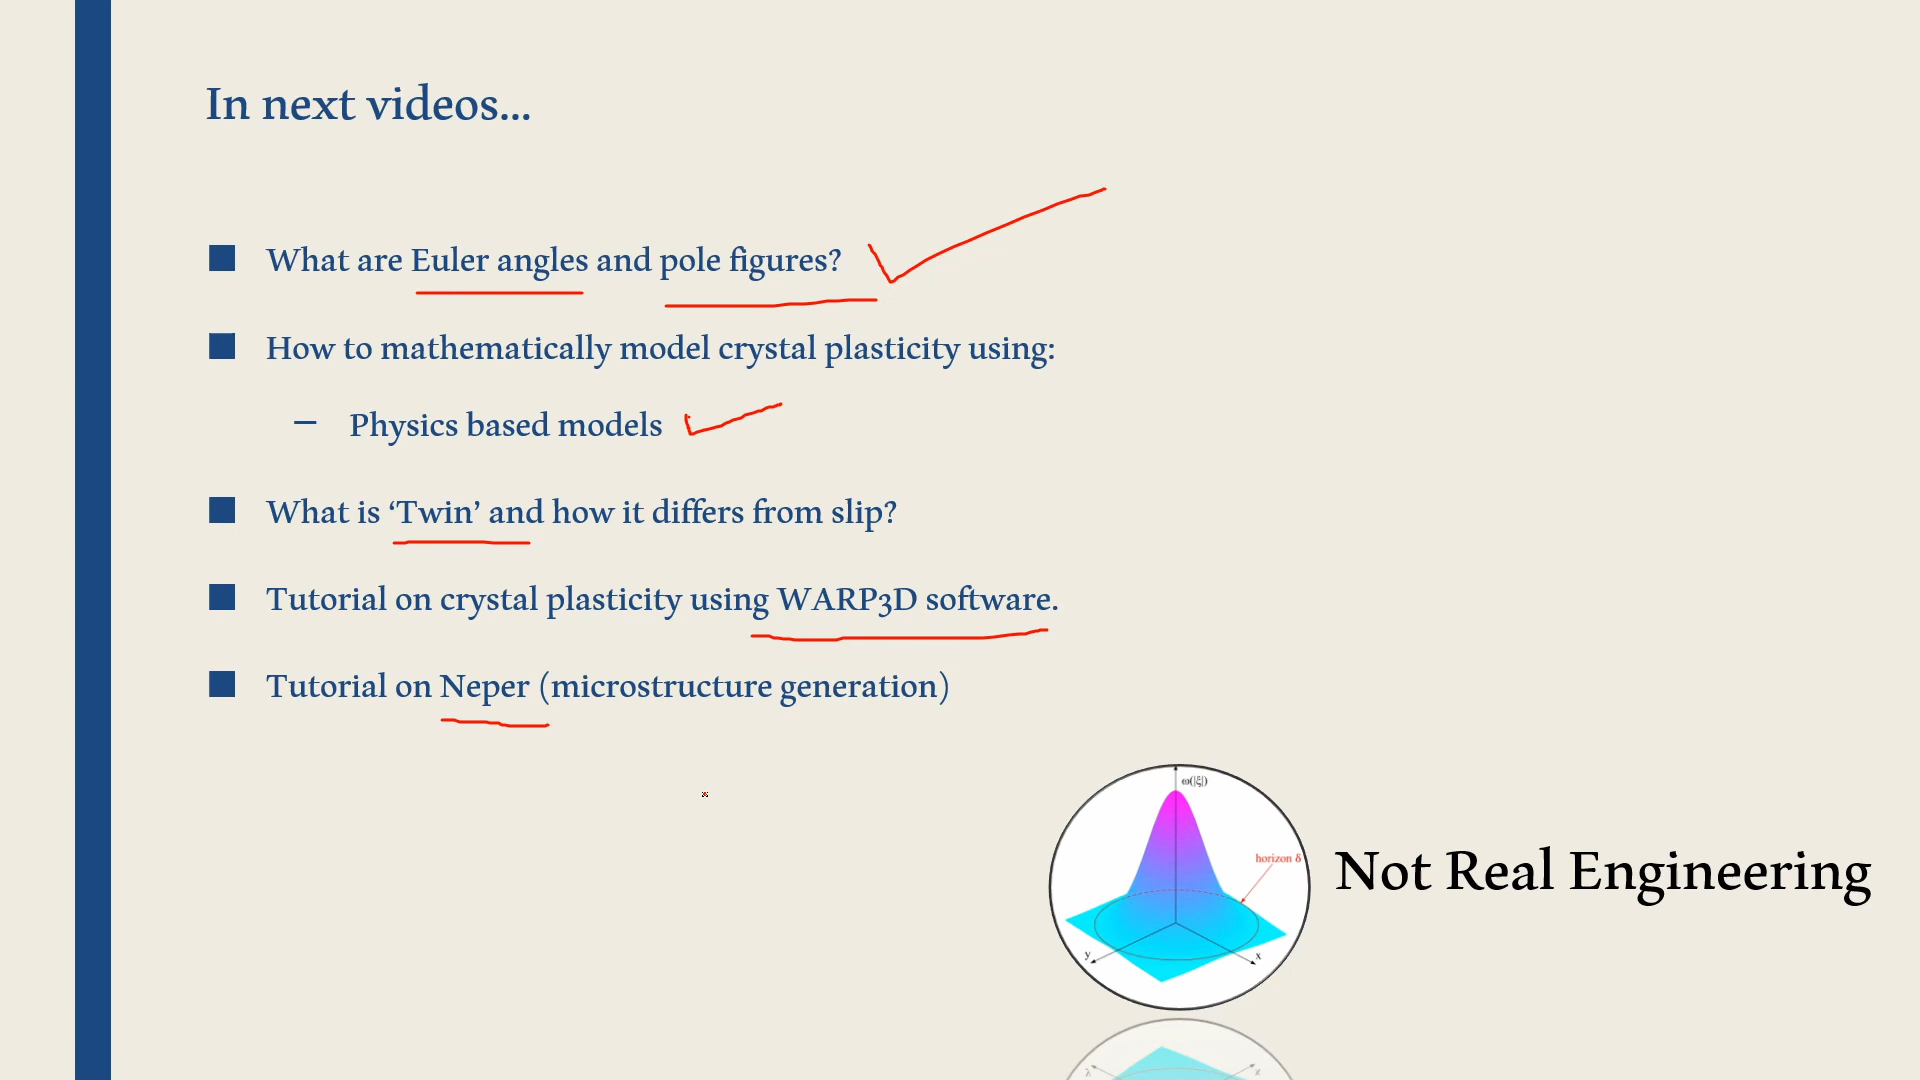 In next videos...
What are Euler angles and pole figures?
How to mathematically model crystal plasticity using:
– Physics based models
What is ‘Twin’ and how it differs from slip?
Tutorial on crystal plasticity using WARP3D software.
Tutorial on Neper (microstructure generation)
ω(|ξ|)
horizon δ
y
x
Not Real Engineering